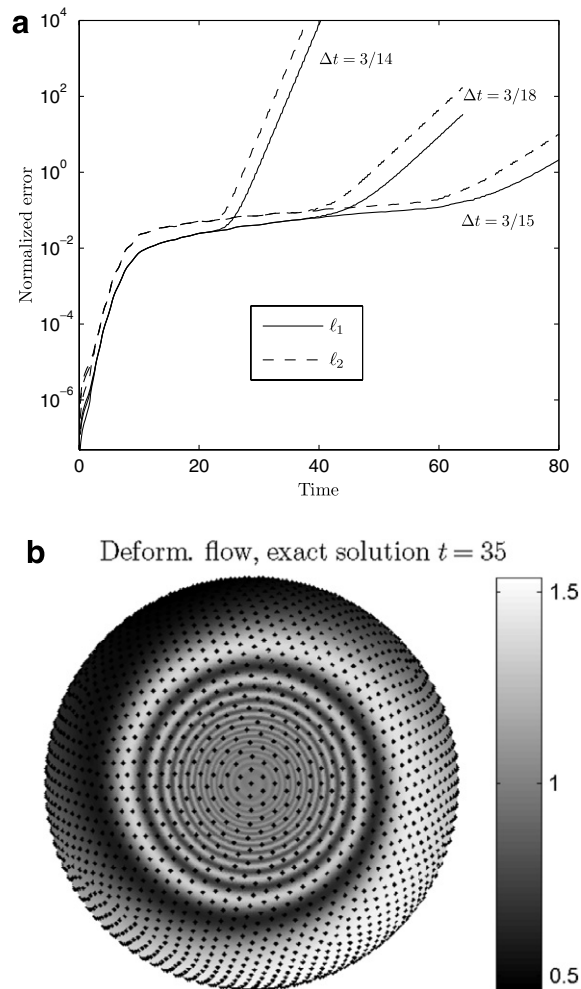 a
10^4
10^2
10^0
10^−2
10^−4
10^−6
Normalized error
Δt = 3/14
Δt = 3/18
Δt = 3/15
ℓ_1
ℓ_2
0 20 40 60 80
Time
b Deform. flow, exact solution t = 35
1.5
1
0.5